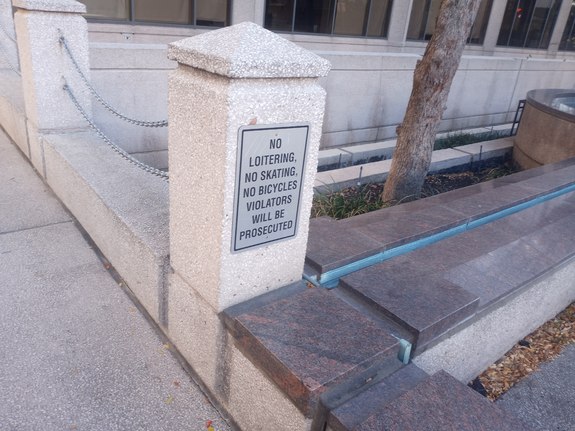 NO
LOITERING,
NO SKATING,
NO BICYCLES
VIOLATORS
WILL BE
PROSECUTED